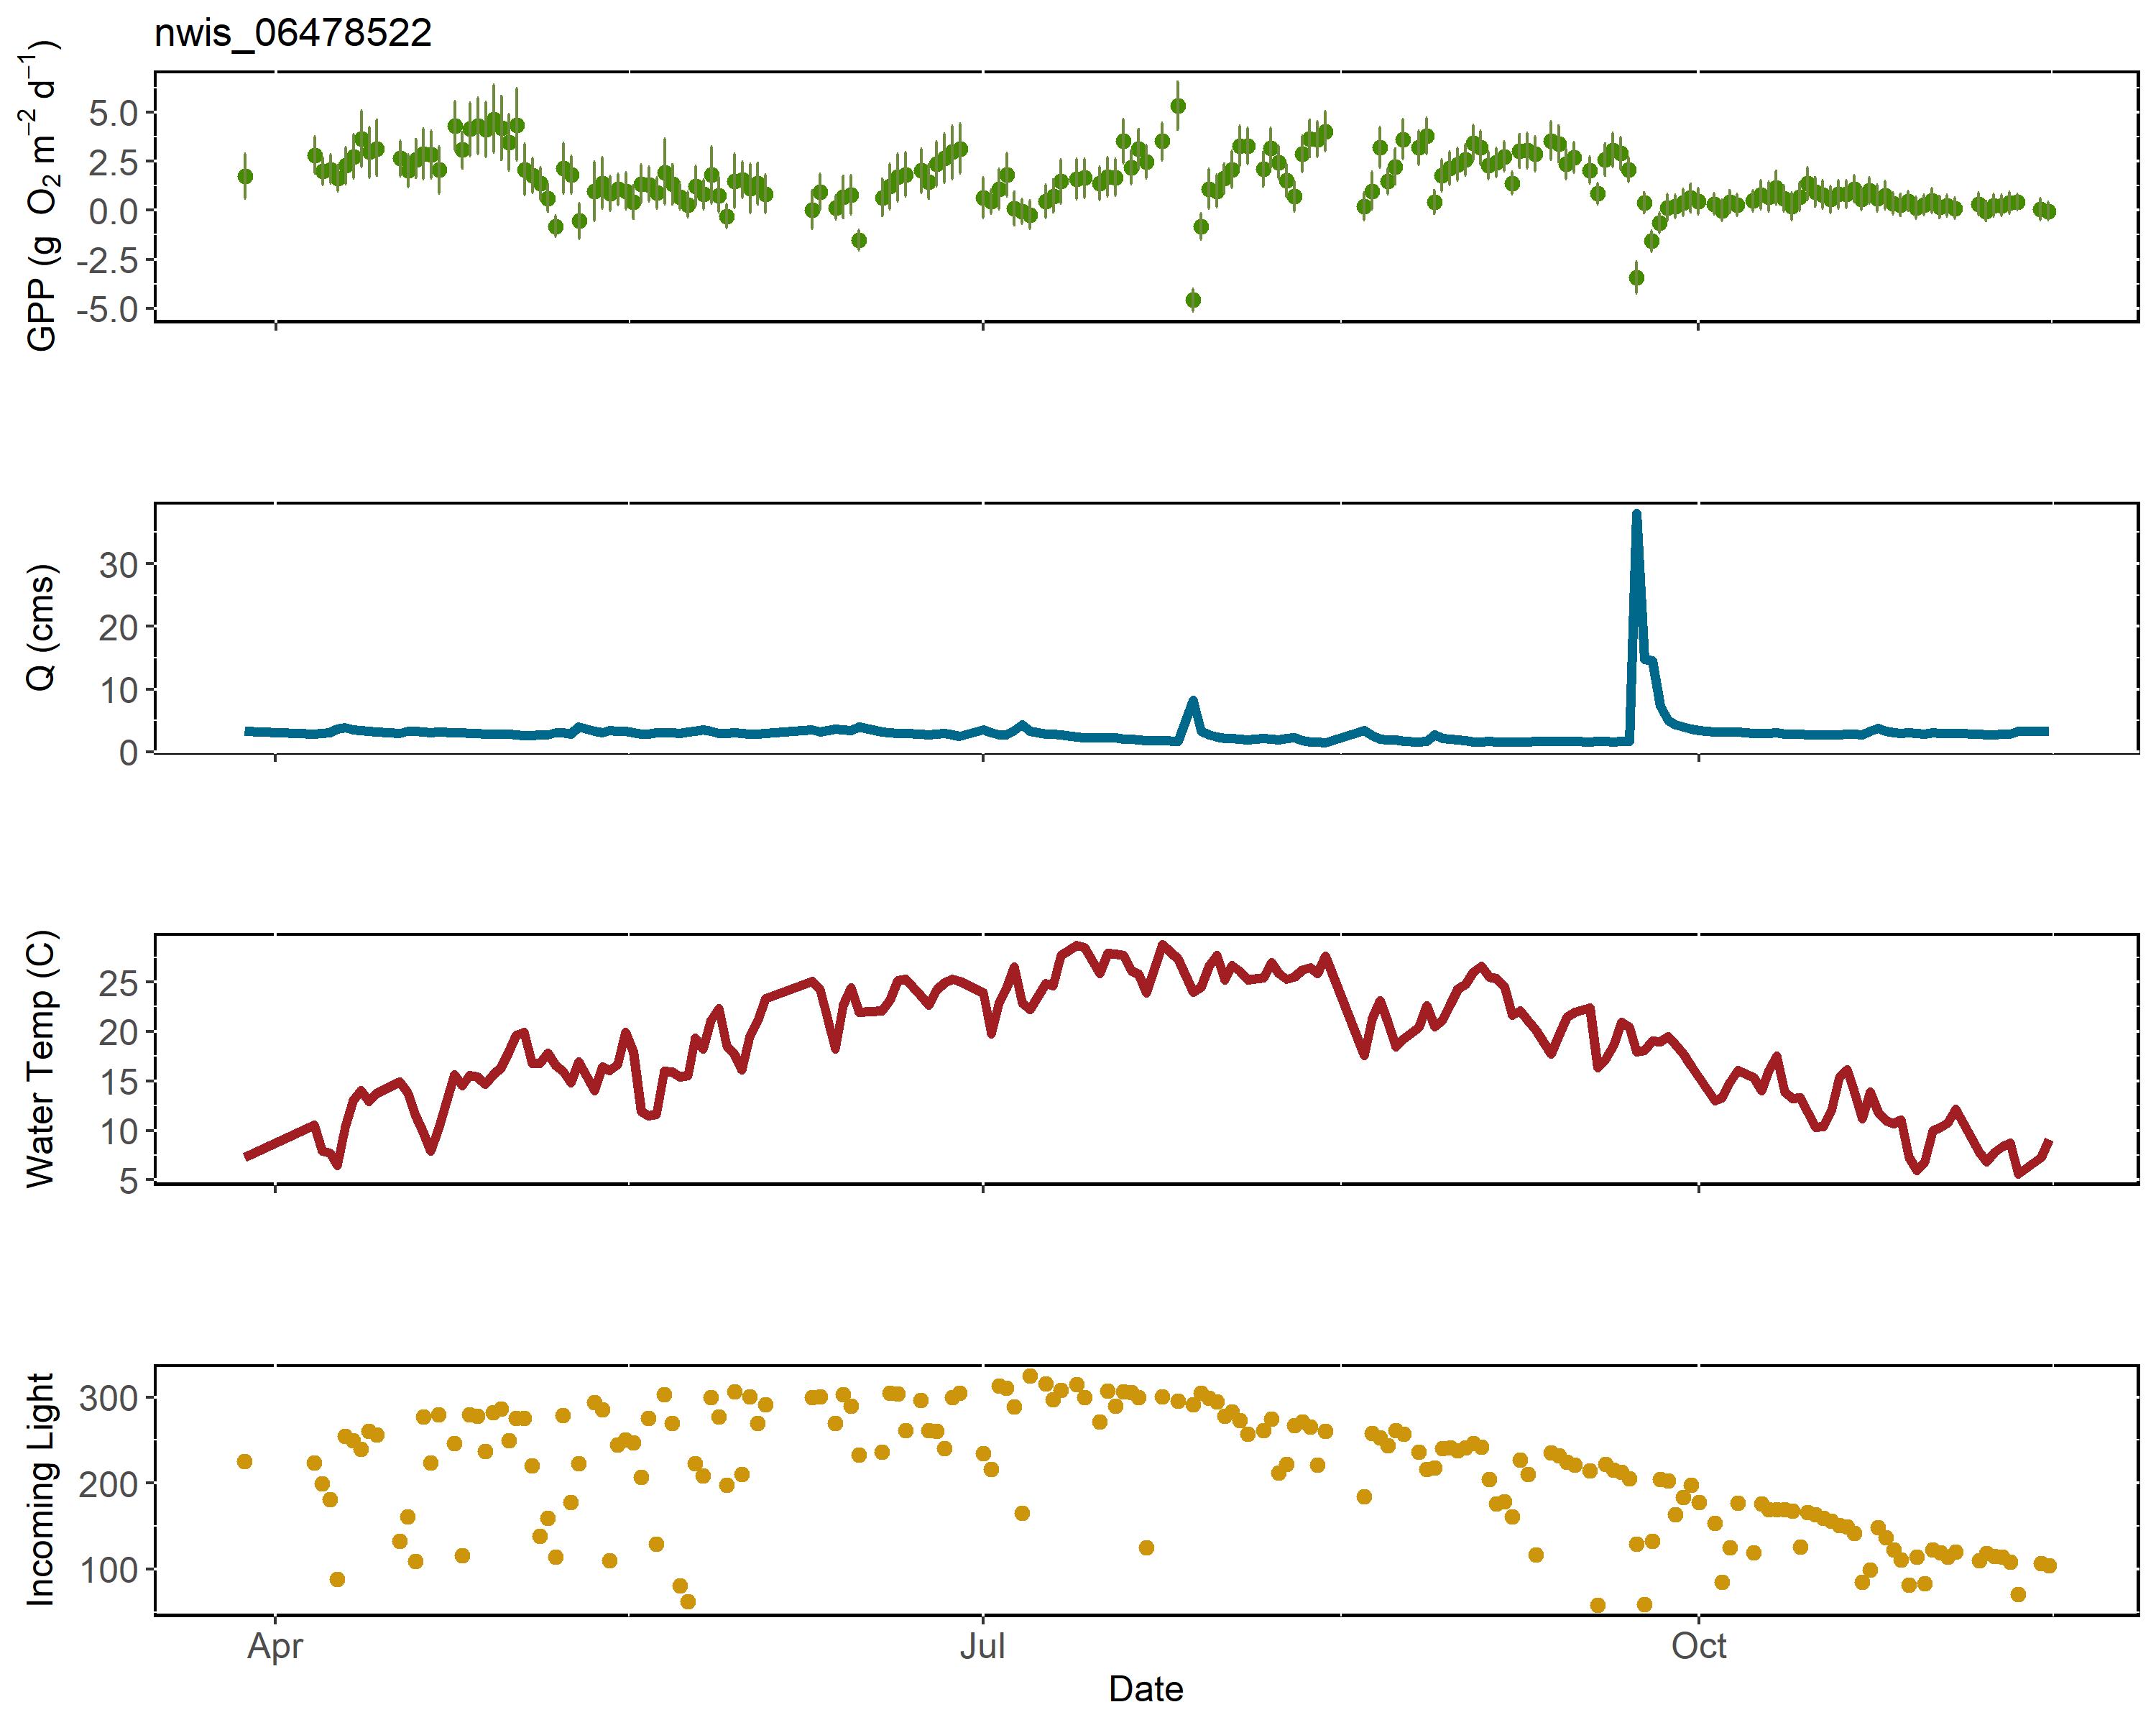 nwis_06478522
GPP (g O₂ m⁻² d⁻¹)
5.0
2.5
0.0
-2.5
-5.0
Q (cms)
30
20
10
0
Water Temp (C)
25
20
15
10
5
Incoming Light
300
200
100
Apr Jul Oct
Date